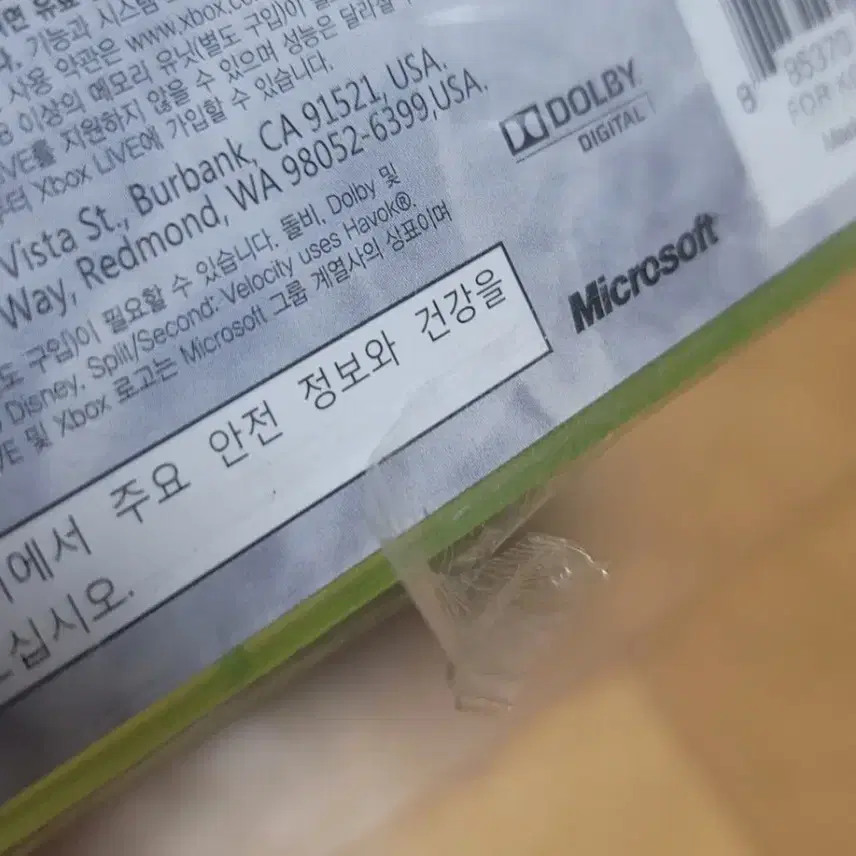 기능과 시스템
사용 약관은 www.xbox.co
이상의 메모리 유닛(별도 구입)이
를 지원하지 않을 수 있으며 성능은 달라질
Xbox LIVE에 가입할 수 있습니다.
Vista St., Burbank, CA 91521, USA.
Way, Redmond, WA 98052-6399,USA.
구입)이 필요할 수 있습니다. 돌비, Dolby 및
Disney. Split/Second: Velocity uses Havok®.
및 Xbox 로고는 Microsoft 그룹 계열사의 상표이며
에서 주요 안전 정보와 건강을
십시오.
DOLBY
DIGITAL
Microsoft
8 85370
FOR